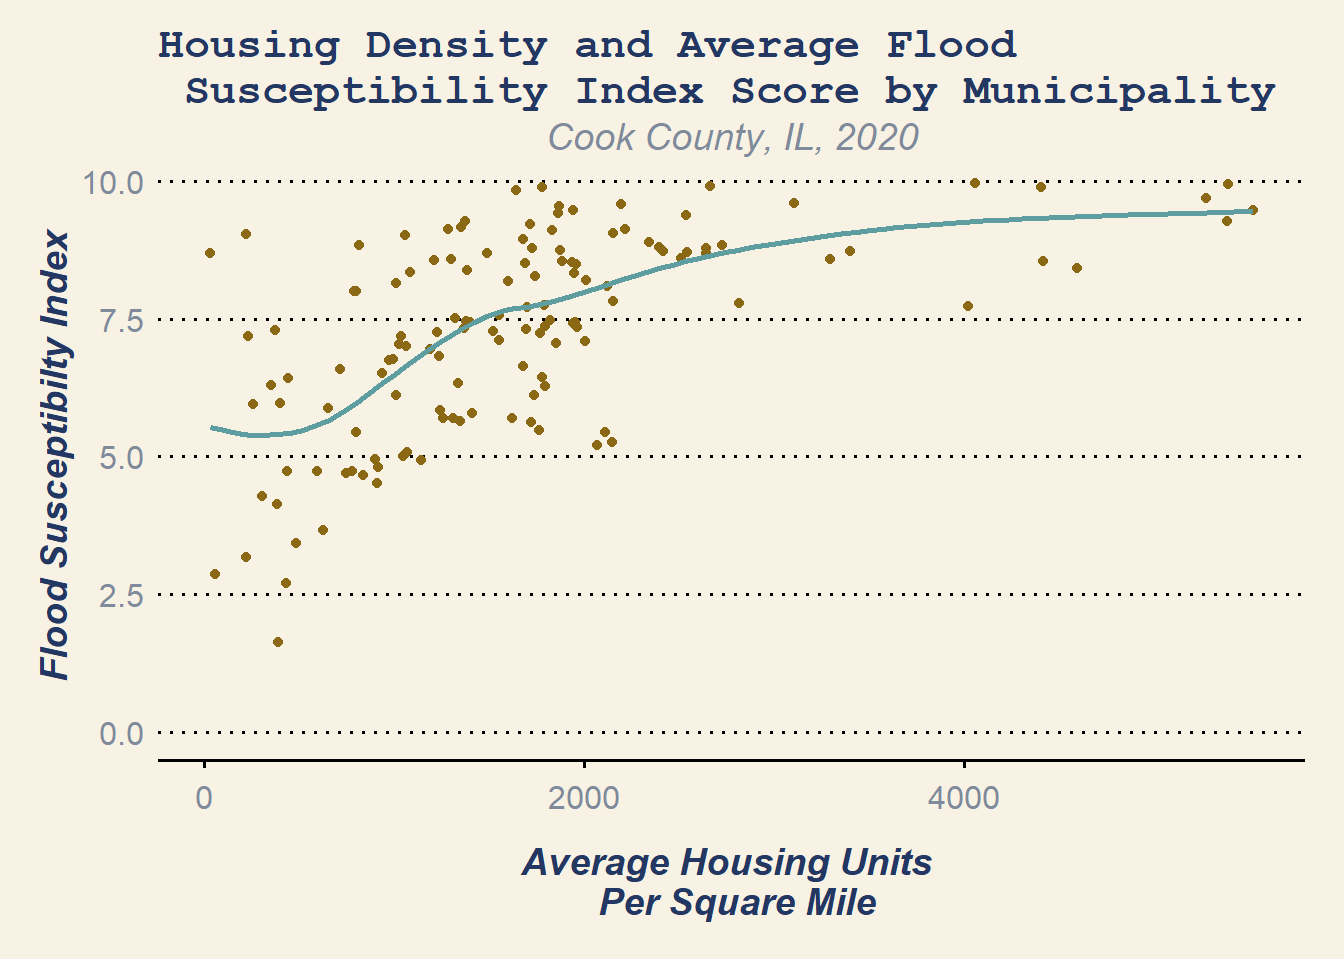 Housing Density and Average Flood
Susceptibility Index Score by Municipality
Cook County, IL, 2020
10.0
7.5
5.0
2.5
0.0
Flood Susceptibilty Index
0 2000 4000
Average Housing Units
Per Square Mile